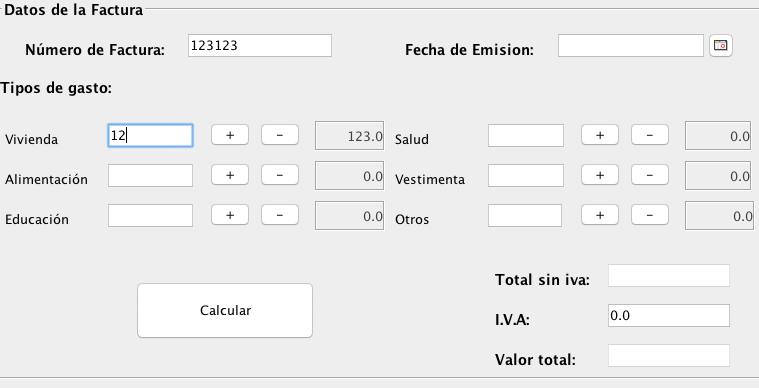 Datos de la Factura
Número de Factura: 123123 Fecha de Emision:
Tipos de gasto:
Vivienda 12 + - 123.0 Salud + - 0.0
Alimentación + - 0.0 Vestimenta + - 0.0
Educación + - 0.0 Otros + - 0.0
Total sin iva:
Calcular
I.V.A: 0.0
Valor total: